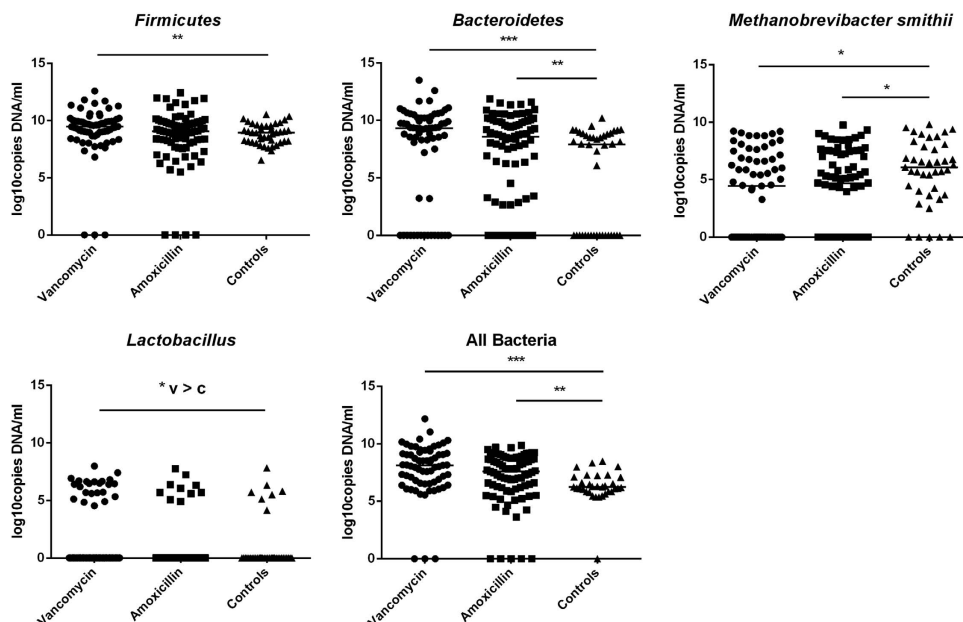 Firmicutes
**
log10copies DNA/ml
15
10
5
0
Vancomycin
Amoxicillin
Controls
Bacteroidetes
***
**
log10copies DNA/ml
15
10
5
0
Vancomycin
Amoxicillin
Controls
Methanobrevibacter smithii
*
*
log10copies DNA/ml
15
10
5
0
Vancomycin
Amoxicillin
Controls
Lactobacillus
* v > c
log10copies DNA/ml
15
10
5
0
Vancomycin
Amoxicillin
Controls
All Bacteria
***
**
log10copies DNA/ml
15
10
5
0
Vancomycin
Amoxicillin
Controls